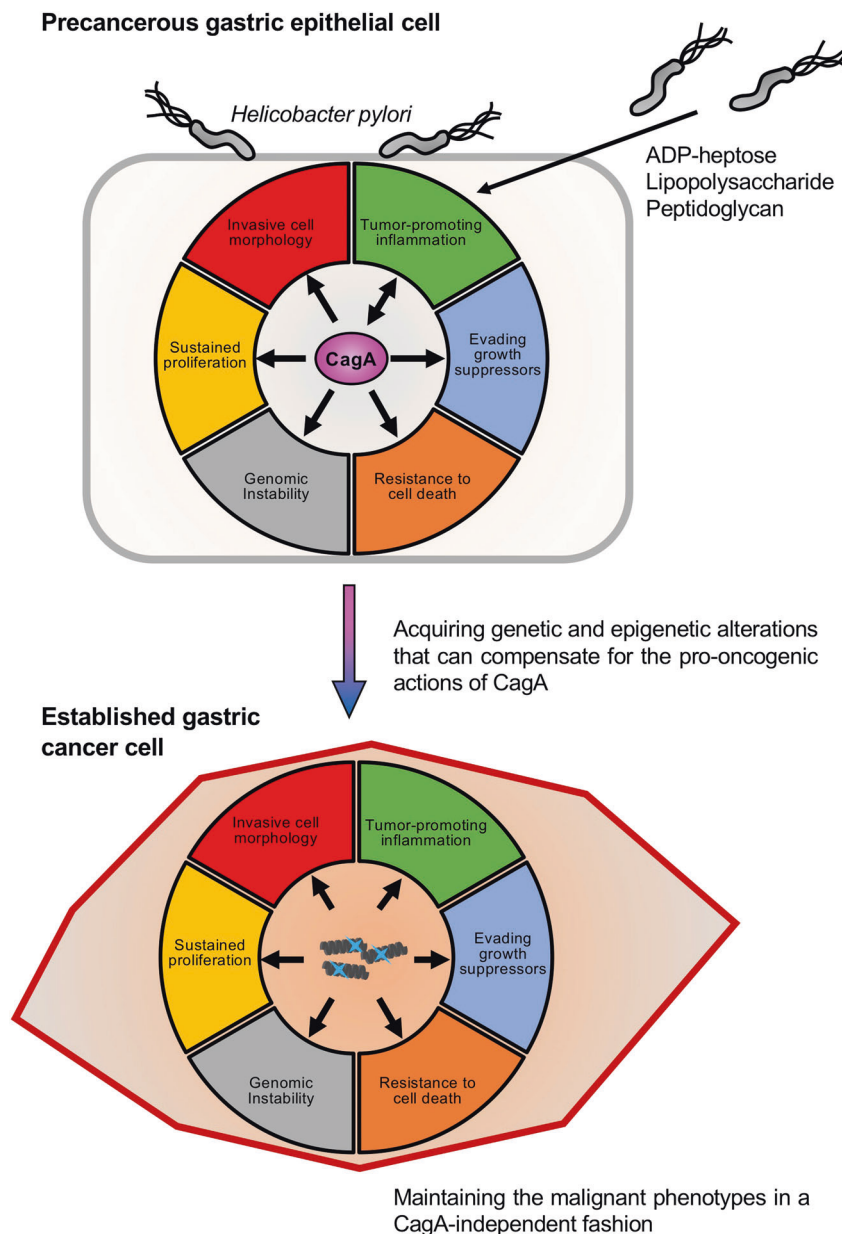 Precancerous gastric epithelial cell
Helicobacter pylori
ADP-heptose
Lipopolysaccharide
Peptidoglycan
Invasive cell
morphology
Tumor-promoting
inflammation
Sustained
proliferation
CagA
Evading
growth
suppressors
Genomic
Instability
Resistance to
cell death
Acquiring genetic and epigenetic alterations
that can compensate for the pro-oncogenic
actions of CagA
Established gastric
cancer cell
Invasive cell
morphology
Tumor-promoting
inflammation
Sustained
proliferation
Evading
growth
suppressors
Genomic
Instability
Resistance to
cell death
Maintaining the malignant phenotypes in a
CagA-independent fashion